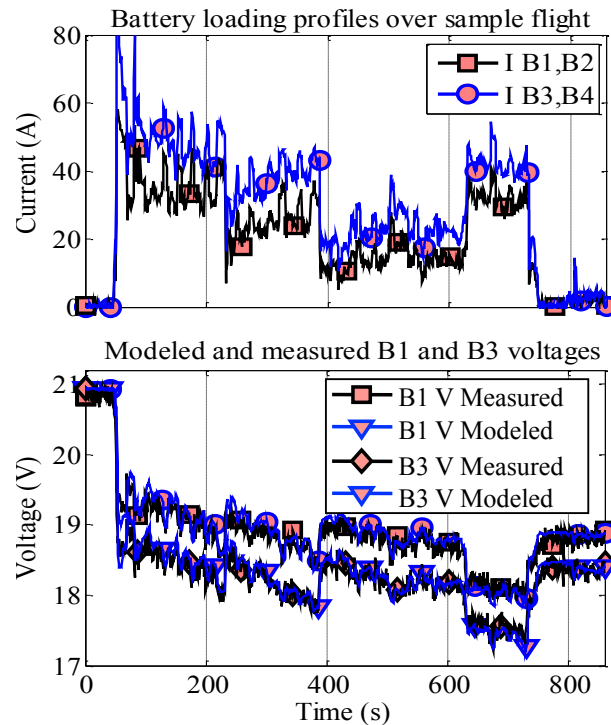 Battery loading profiles over sample flight
80
60
40
20
0
Current (A)
I B1,B2
I B3,B4
Modeled and measured B1 and B3 voltages
21
20
19
18
17
Voltage (V)
B1 V Measured
B1 V Modeled
B3 V Measured
B3 V Modeled
0 200 400 600 800
Time (s)